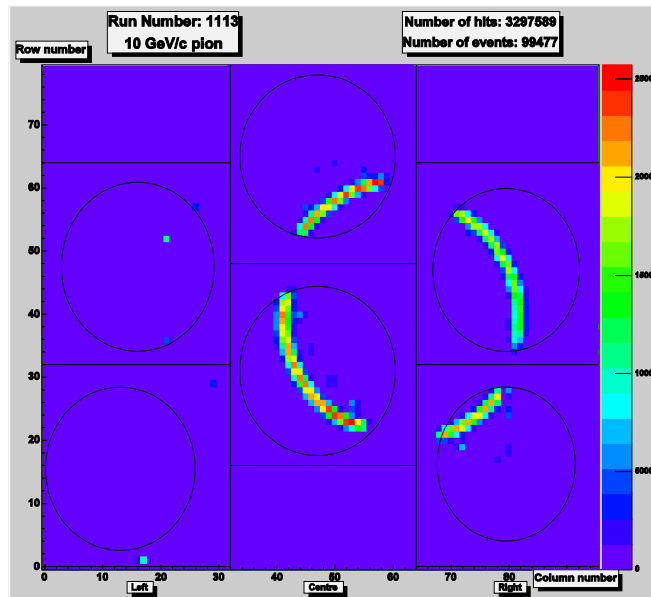 Run Number: 1113
10 GeV/c pion
Number of hits: 3297589
Number of events: 99477
Row number
70
60
50
40
30
20
10
0
0 10 20 30 40 50 60 70 80
Left Centre Right
Column number
2000
1500
1000
5000
0